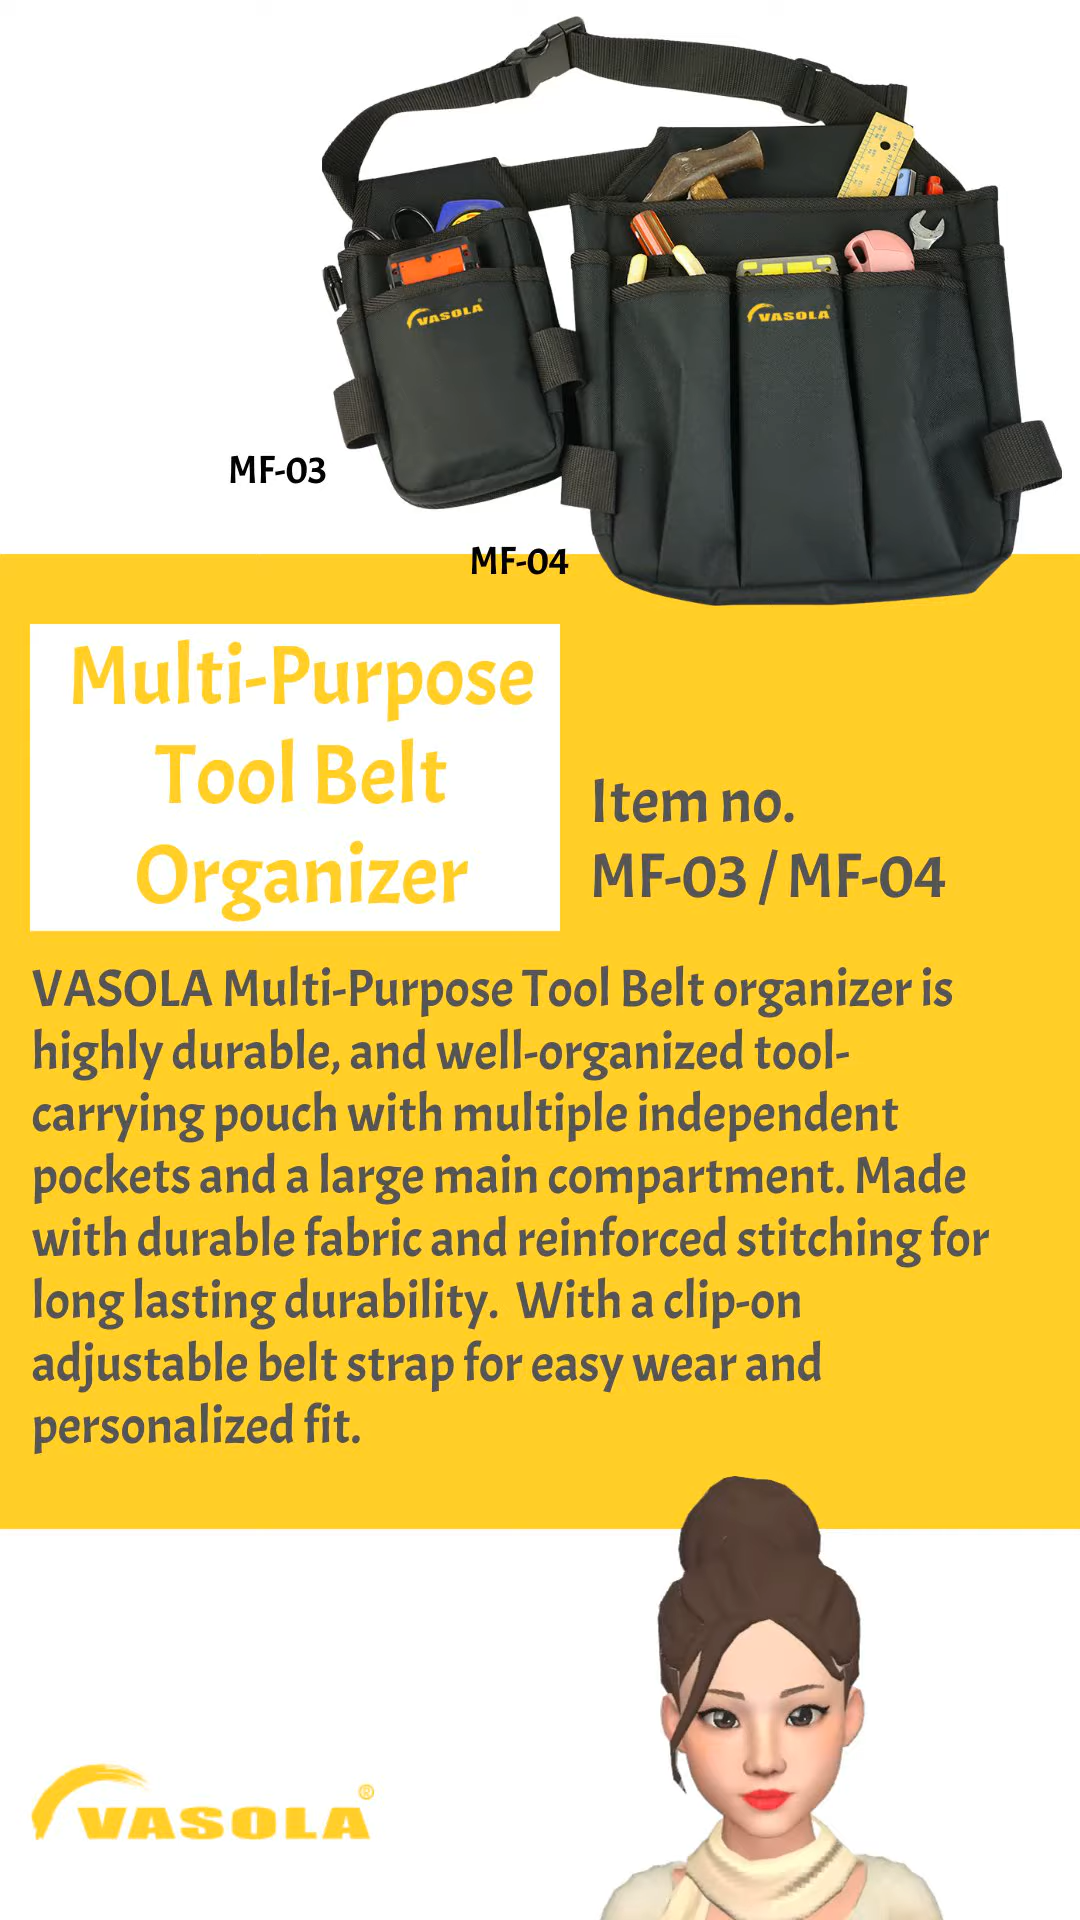 VASOLA®
VASOLA®
MF-03
MF-04
Multi-Purpose
Tool Belt
Organizer
Item no.
MF-03 / MF-04
VASOLA Multi-Purpose Tool Belt organizer is
highly durable, and well-organized tool-
carrying pouch with multiple independent
pockets and a large main compartment. Made
with durable fabric and reinforced stitching for
long lasting durability.  With a clip-on
adjustable belt strap for easy wear and
personalized fit.
VASOLA®